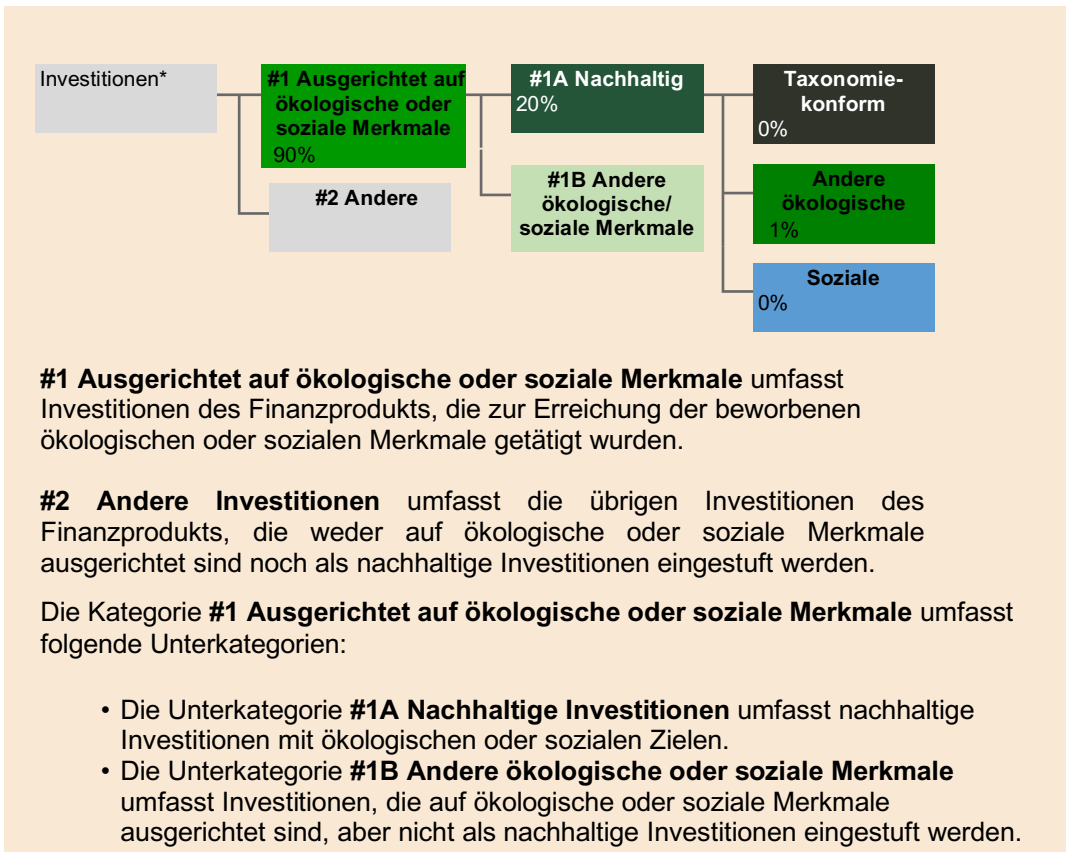 Investitionen*
#1 Ausgerichtet auf
ökologische oder
soziale Merkmale
90%
#2 Andere
#1A Nachhaltig
20%
#1B Andere
ökologische/
soziale Merkmale
Taxonomie-
konform
0%
Andere
ökologische
1%
Soziale
0%
#1 Ausgerichtet auf ökologische oder soziale Merkmale umfasst
Investitionen des Finanzprodukts, die zur Erreichung der beworbenen
ökologischen oder sozialen Merkmale getätigt wurden.
#2 Andere Investitionen umfasst die übrigen Investitionen des
Finanzprodukts, die weder auf ökologische oder soziale Merkmale
ausgerichtet sind noch als nachhaltige Investitionen eingestuft werden.
Die Kategorie #1 Ausgerichtet auf ökologische oder soziale Merkmale umfasst
folgende Unterkategorien:
• Die Unterkategorie #1A Nachhaltige Investitionen umfasst nachhaltige
Investitionen mit ökologischen oder sozialen Zielen.
• Die Unterkategorie #1B Andere ökologische oder soziale Merkmale
umfasst Investitionen, die auf ökologische oder soziale Merkmale
ausgerichtet sind, aber nicht als nachhaltige Investitionen eingestuft werden.